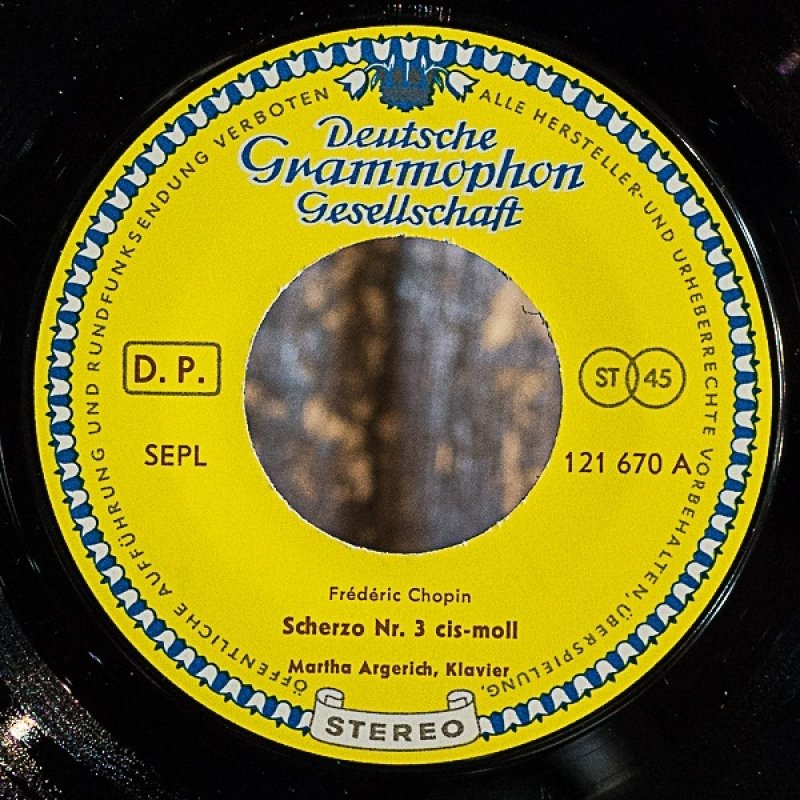 Deutsche
Grammophon
Gesellschaft
ALLE HERSTELLER- UND URHEBERRECHTE VORBEHALTEN, ÜBERSPIELUNG,
ÖFFENTLICHE AUFFÜHRUNG UND RUNDFUNKSENDUNG VERBOTEN
D. P.
ST 45
SEPL
121 670 A
Frédéric Chopin
Scherzo Nr. 3 cis-moll
Martha Argerich, Klavier
STEREO